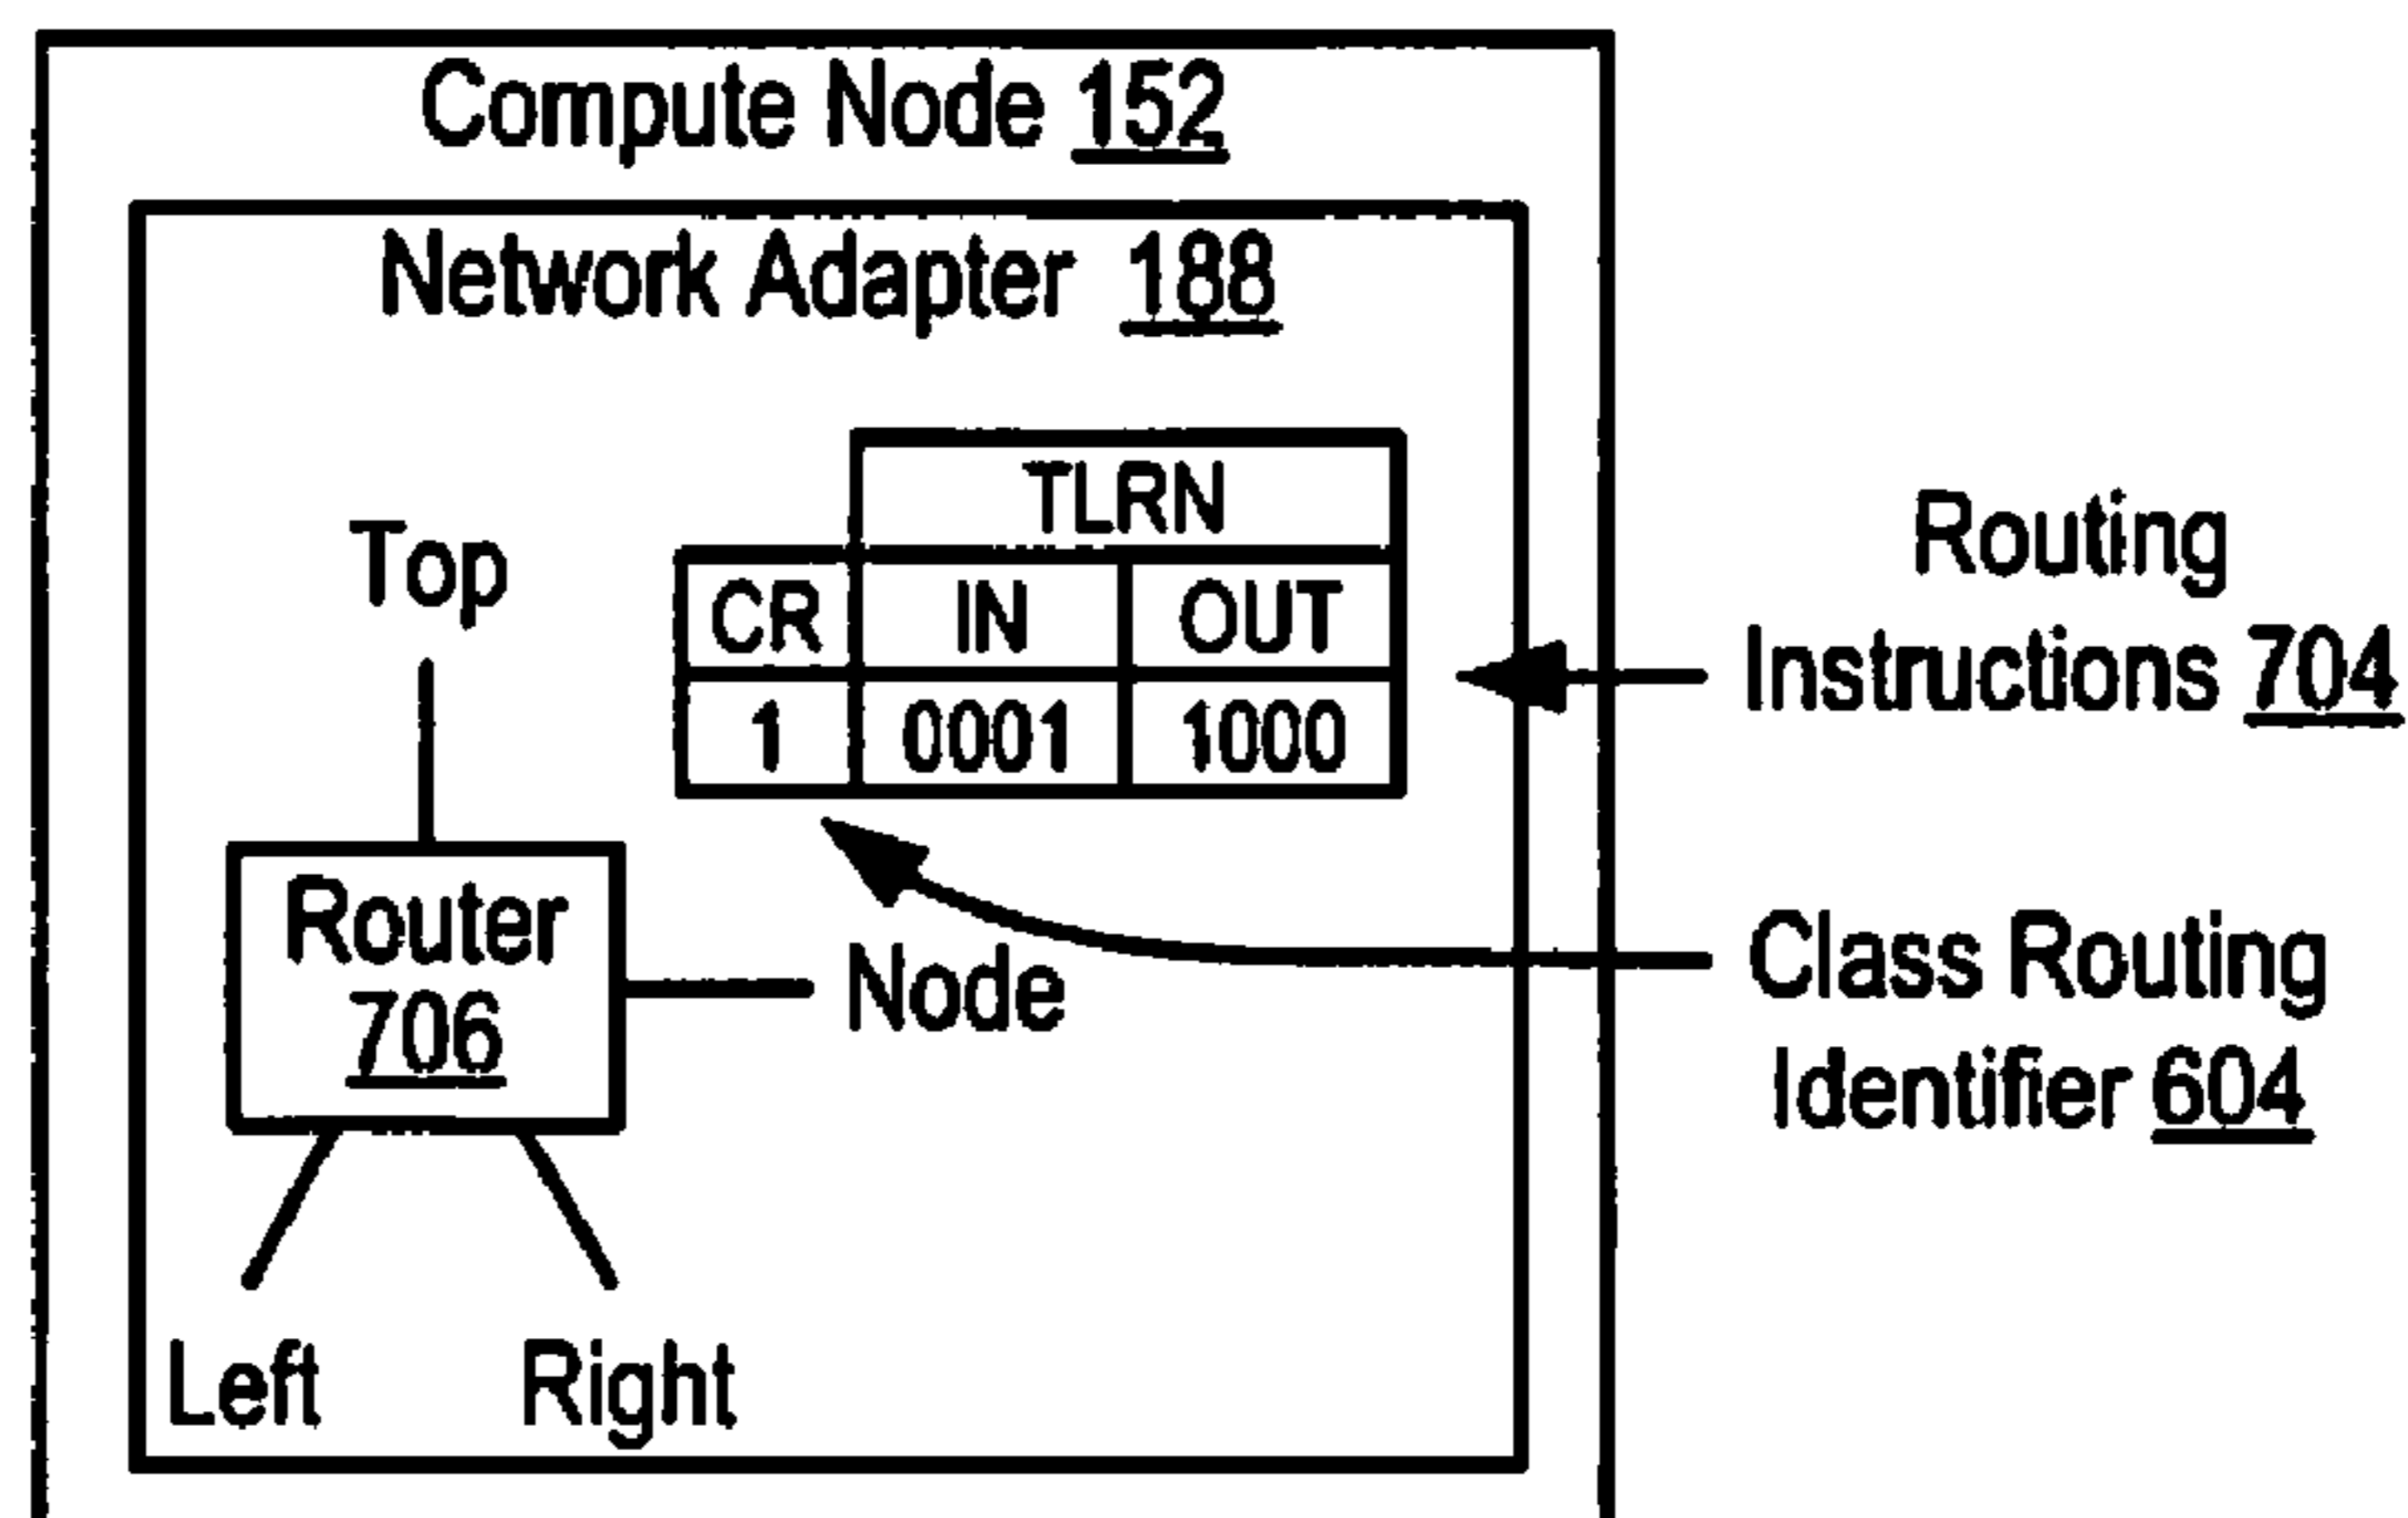 Compute Node 152
Network Adapter 188
TLRN
CR IN OUT
1 0001 1000
Top
Router
706
Node
Left Right
Routing
Instructions 704
Class Routing
Identifier 604